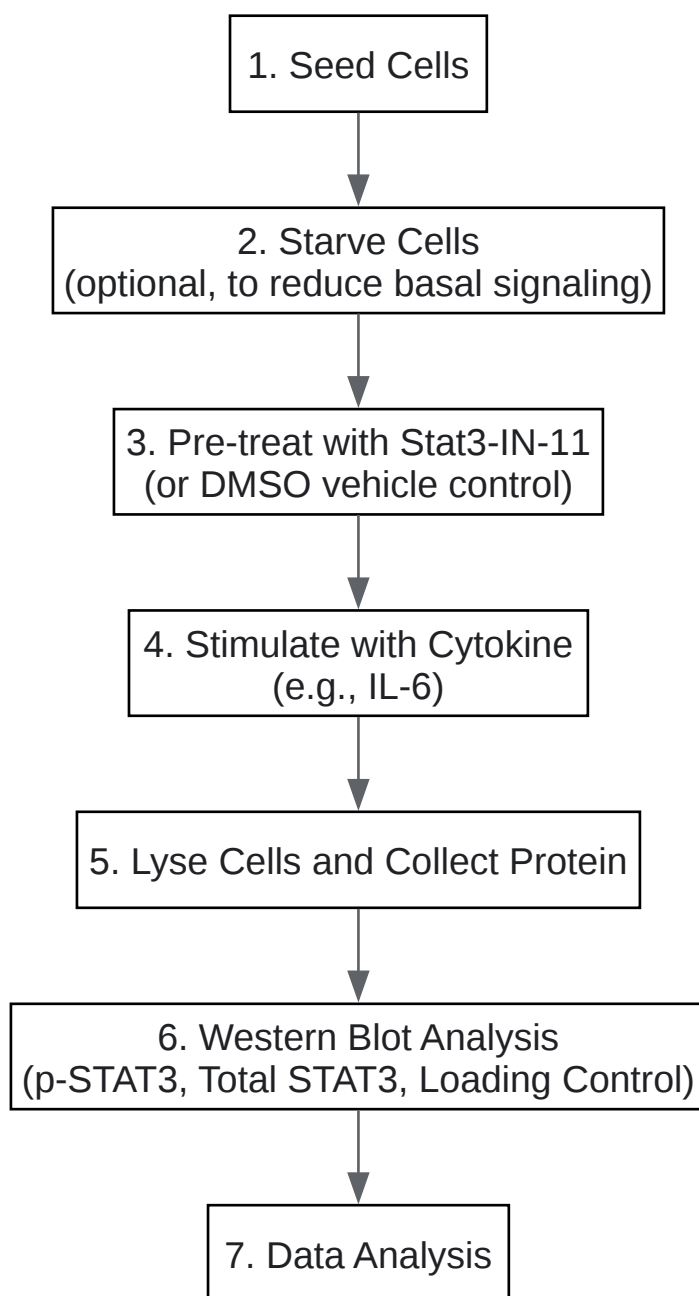 1. Seed Cells
2. Starve Cells
(optional, to reduce basal signaling)
3. Pre-treat with Stat3-IN-11
(or DMSO vehicle control)
4. Stimulate with Cytokine
(e.g., IL-6)
5. Lyse Cells and Collect Protein
6. Western Blot Analysis
(p-STAT3, Total STAT3, Loading Control)
7. Data Analysis